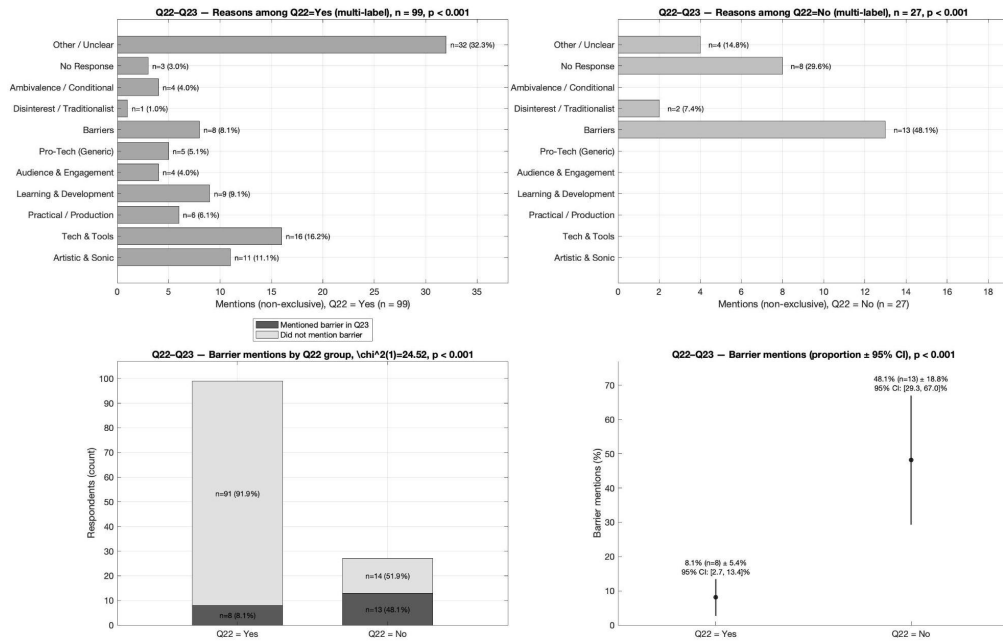 Q22–Q23 — Reasons among Q22=Yes (multi-label), n = 99, p < 0.001
Other / Unclear
n=32 (32.3%)
No Response
n=3 (3.0%)
Ambivalence / Conditional
n=4 (4.0%)
Disinterest / Traditionalist
n=1 (1.0%)
Barriers
n=8 (8.1%)
Pro-Tech (Generic)
n=5 (5.1%)
Audience & Engagement
n=4 (4.0%)
Learning & Development
n=9 (9.1%)
Practical / Production
n=6 (6.1%)
Tech & Tools
n=16 (16.2%)
Artistic & Sonic
n=11 (11.1%)
0 5 10 15 20 25 30 35
Mentions (non-exclusive), Q22 = Yes (n = 99)
Q22–Q23 — Reasons among Q22=No (multi-label), n = 27, p < 0.001
Other / Unclear
n=4 (14.8%)
No Response
n=8 (29.6%)
Ambivalence / Conditional
Disinterest / Traditionalist
n=2 (7.4%)
Barriers
n=13 (48.1%)
Pro-Tech (Generic)
Audience & Engagement
Learning & Development
Practical / Production
Tech & Tools
Artistic & Sonic
0 2 4 6 8 10 12 14 16 18
Mentions (non-exclusive), Q22 = No (n = 27)
Mentioned barrier in Q23
Did not mention barrier
Q22–Q23 — Barrier mentions by Q22 group, \chi^2(1)=24.52, p < 0.001
Respondents (count)
100
90
80
70
60
50
40
30
20
10
0
n=91 (91.9%)
n=8 (8.1%)
n=14 (51.9%)
n=13 (48.1%)
Q22 = Yes
Q22 = No
Q22–Q23 — Barrier mentions (proportion ± 95% CI), p < 0.001
Barrier mentions (%)
70
60
50
40
30
20
10
0
48.1% (n=13) ± 18.8%
95% CI: [29.3, 67.0]%
8.1% (n=8) ± 5.4%
95% CI: [2.7, 13.4]%
Q22 = Yes
Q22 = No